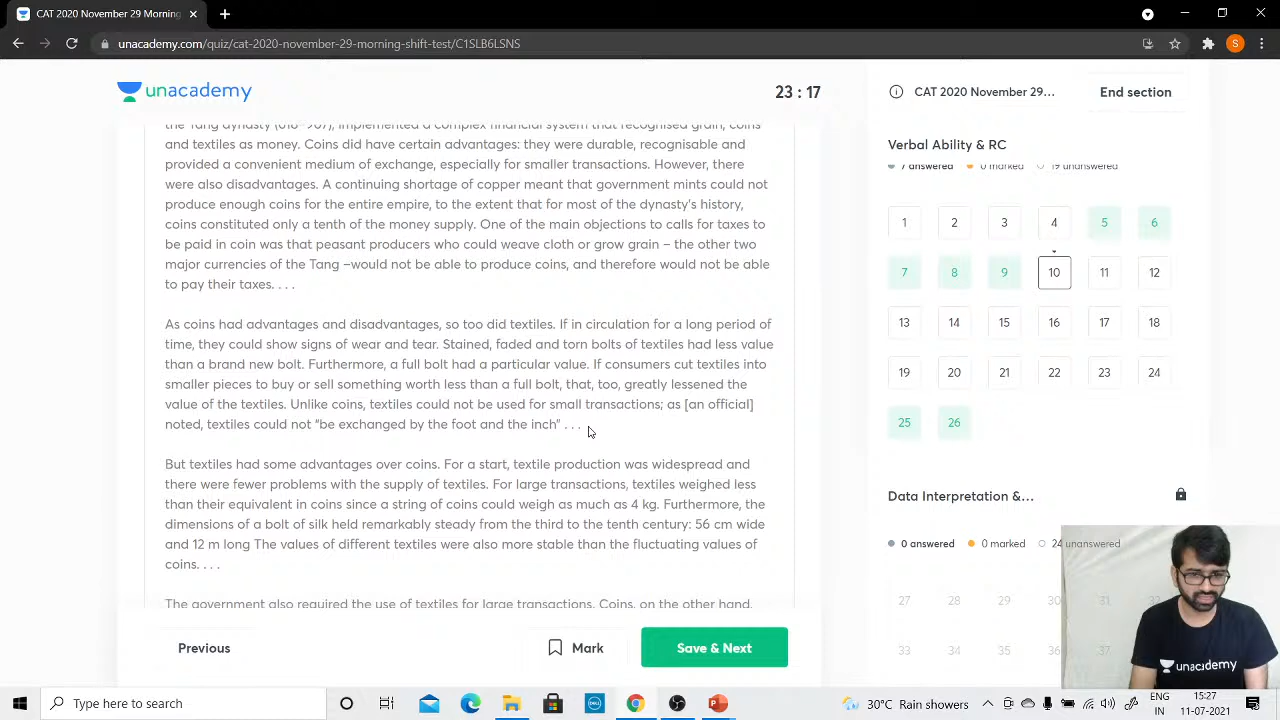 CAT 2020 November 29 Morning
unacademy.com/quiz/cat-2020-november-29-morning-shift-test/C1SLB6LSNS
S
unacademy
23 : 17
CAT 2020 November 29…
End section
the Tang dynasty (618–907), implemented a complex financial system that recognised grain, coins
and textiles as money. Coins did have certain advantages: they were durable, recognisable and
provided a convenient medium of exchange, especially for smaller transactions. However, there
were also disadvantages. A continuing shortage of copper meant that government mints could not
produce enough coins for the entire empire, to the extent that for most of the dynasty's history,
coins constituted only a tenth of the money supply. One of the main objections to calls for taxes to
be paid in coin was that peasant producers who could weave cloth or grow grain – the other two
major currencies of the Tang –would not be able to produce coins, and therefore would not be able
to pay their taxes. . . .
As coins had advantages and disadvantages, so too did textiles. If in circulation for a long period of
time, they could show signs of wear and tear. Stained, faded and torn bolts of textiles had less value
than a brand new bolt. Furthermore, a full bolt had a particular value. If consumers cut textiles into
smaller pieces to buy or sell something worth less than a full bolt, that, too, greatly lessened the
value of the textiles. Unlike coins, textiles could not be used for small transactions; as [an official]
noted, textiles could not “be exchanged by the foot and the inch” . . .
But textiles had some advantages over coins. For a start, textile production was widespread and
there were fewer problems with the supply of textiles. For large transactions, textiles weighed less
than their equivalent in coins since a string of coins could weigh as much as 4 kg. Furthermore, the
dimensions of a bolt of silk held remarkably steady from the third to the tenth century: 56 cm wide
and 12 m long The values of different textiles were also more stable than the fluctuating values of
coins. . . .
The government also required the use of textiles for large transactions. Coins, on the other hand,
Previous
Mark
Save & Next
Verbal Ability & RC
7 answered 0 marked 19 unanswered
1 2 3 4 5 6
7 8 9 10 11 12
13 14 15 16 17 18
19 20 21 22 23 24
25 26
Data Interpretation &…
0 answered 0 marked 24 unanswered
27 28 29 30 31 32
33 34 35 36 37
unacademy
Type here to search
DELL
30°C Rain showers
ENG
IN
15:27
11-07-2021